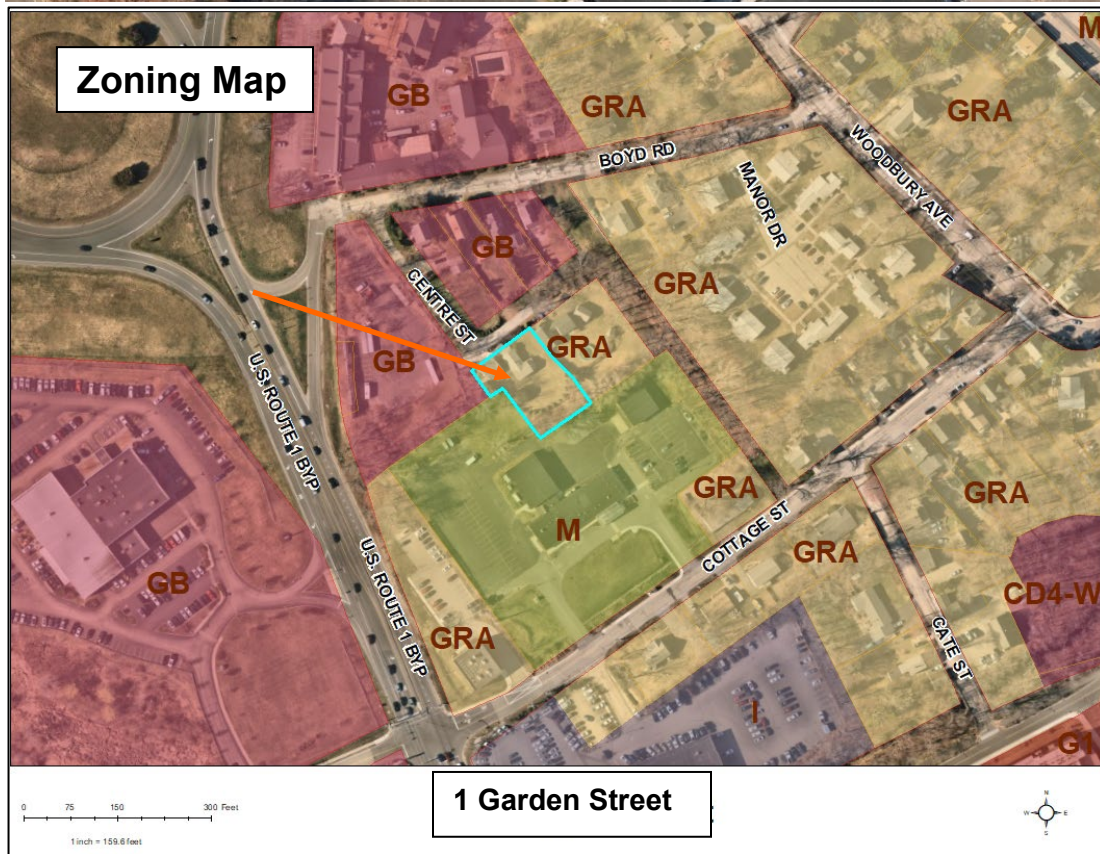 Zoning Map
GB
GRA
M
GRA
BOYD RD
WOODBURY AVE
MANOR DR
GB
GRA
CENTRE ST
GB
GRA
U.S. ROUTE 1 BYP
GB
M
GRA
COTTAGE ST
GRA
GRA
U.S. ROUTE 1 BYP
GRA
CD4-W
CATE ST
I
G1
1 Garden Street
0 75 150 300 Feet
1 inch = 159.6 feet
N
W E
S